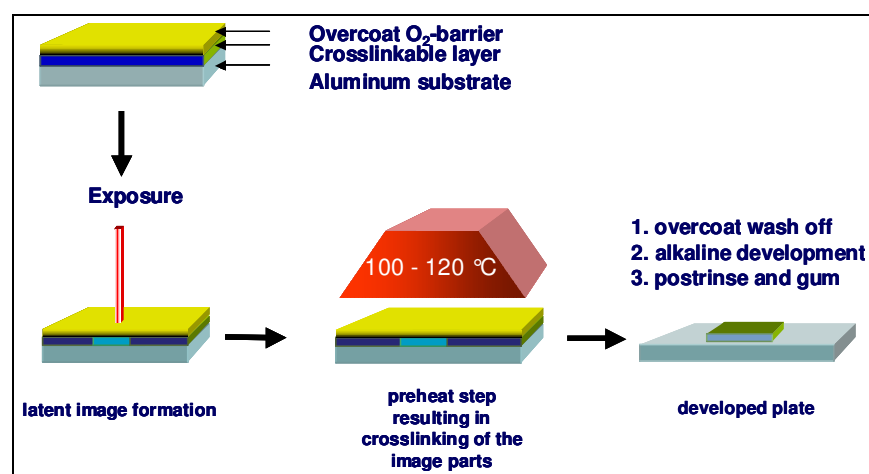 Overcoat O₂-barrier
Crosslinkable layer
Aluminum substrate
Exposure
100 - 120 °C
1. overcoat wash off
2. alkaline development
3. postrinse and gum
latent image formation
preheat step
resulting in
crosslinking of the
image parts
developed plate